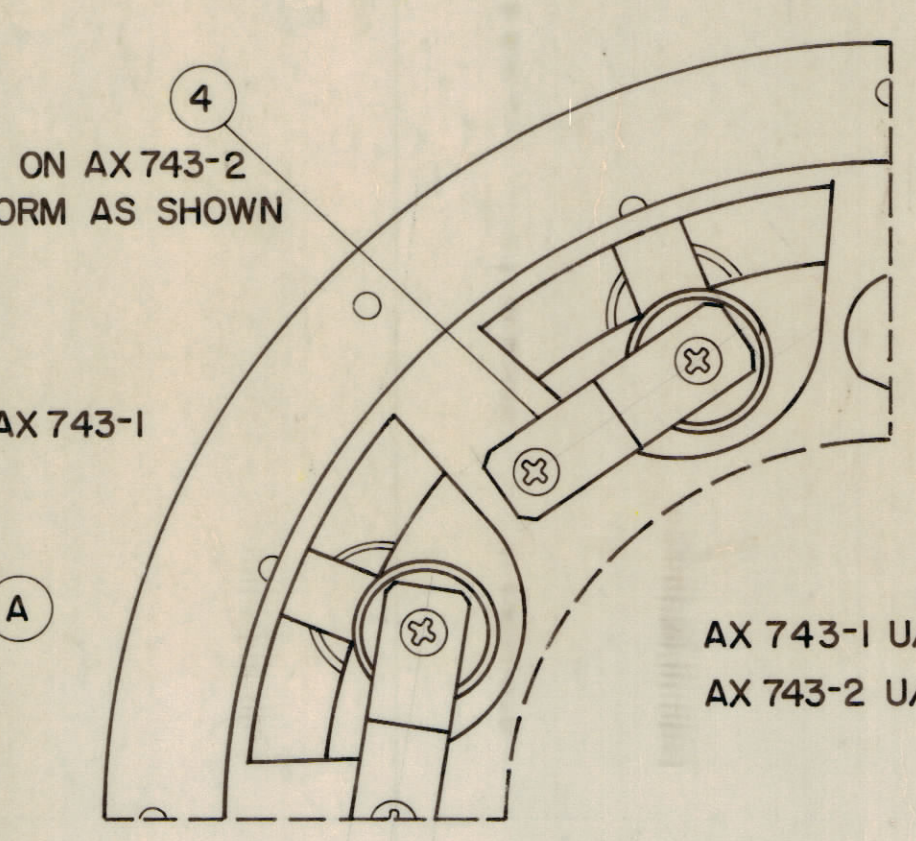 4
ON AX 743-2
ORM AS SHOWN
AX 743-1
A
AX 743-1 U/
AX 743-2 U/